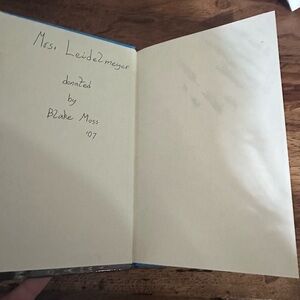 Mrs. Leidelmeyer
donated
by
Blake Moss
'07